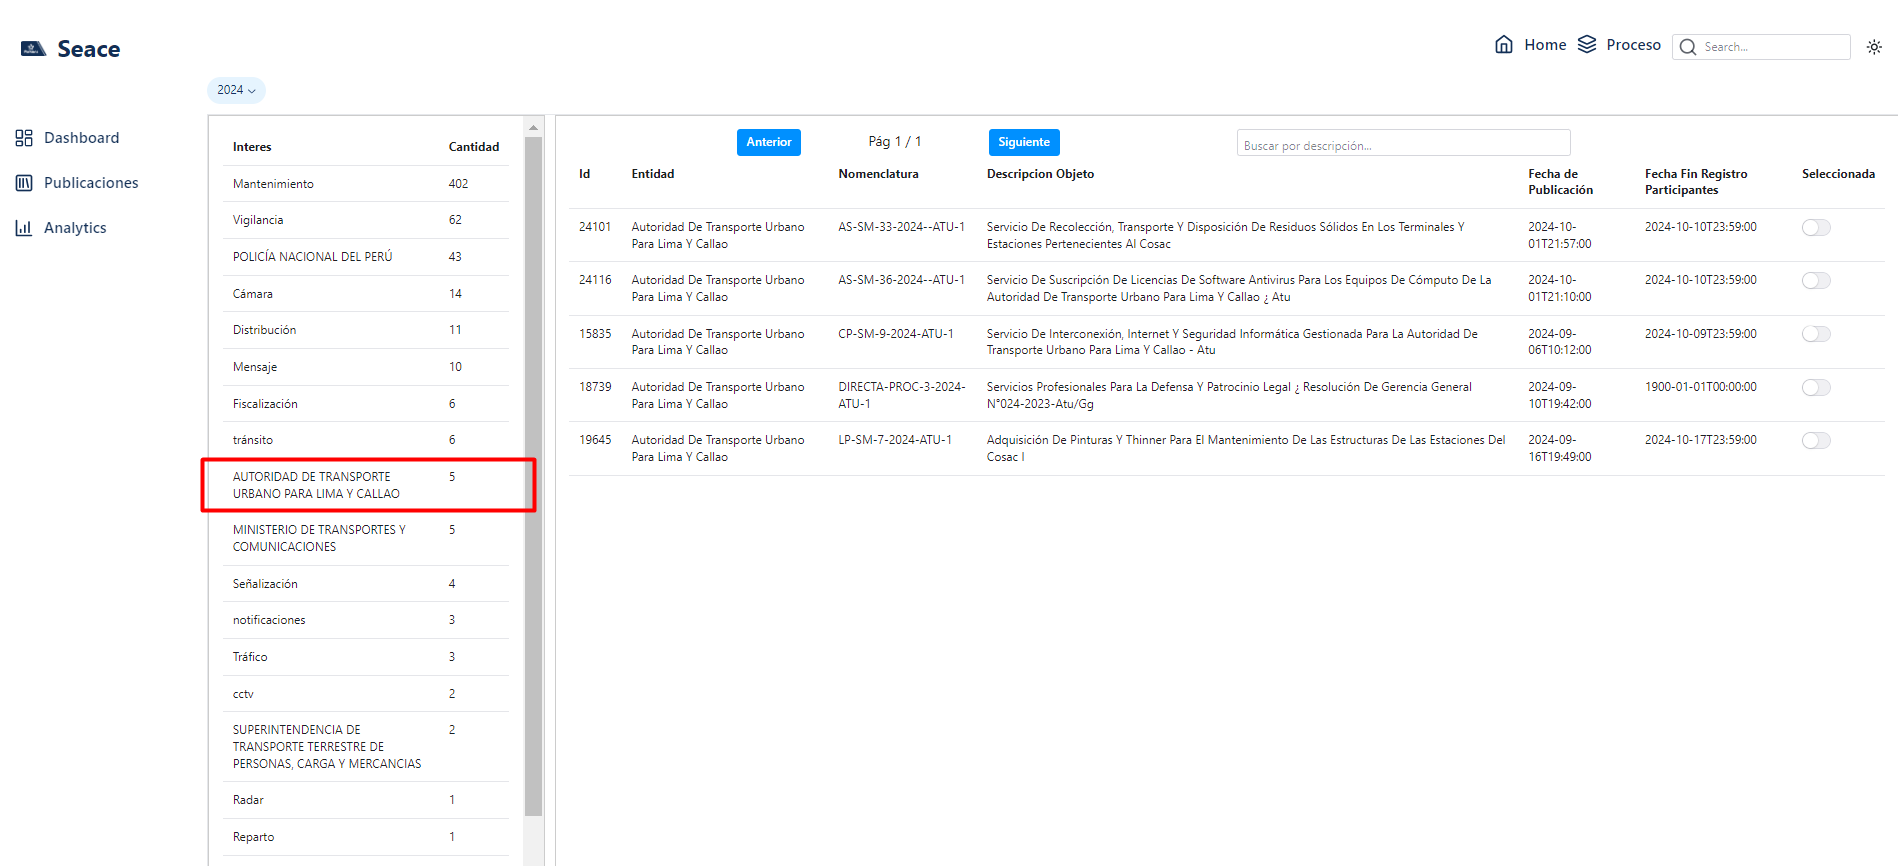 Seace
Home
Proceso
Search...
2024
Dashboard
Publicaciones
Analytics
Interes Cantidad
Mantenimiento 402
Vigilancia 62
POLICÍA NACIONAL DEL PERÚ 43
Cámara 14
Distribución 11
Mensaje 10
Fiscalización 6
tránsito 6
AUTORIDAD DE TRANSPORTE 5
URBANO PARA LIMA Y CALLAO
MINISTERIO DE TRANSPORTES Y 5
COMUNICACIONES
Señalización 4
notificaciones 3
Tráfico 3
cctv 2
SUPERINTENDENCIA DE 2
TRANSPORTE TERRESTRE DE
PERSONAS, CARGA Y MERCANCIAS
Radar 1
Reparto 1
Anterior Pág 1 / 1 Siguiente Buscar por descripción...
Id Entidad Nomenclatura Descripcion Objeto Fecha de Fecha Fin Registro Seleccionada
Publicación Participantes
24101 Autoridad De Transporte Urbano AS-SM-33-2024--ATU-1 Servicio De Recolección, Transporte Y Disposición De Residuos Sólidos En Los Terminales Y 2024-10- 2024-10-10T23:59:00
Para Lima Y Callao Estaciones Pertenecientes Al Cosac 01T21:57:00
24116 Autoridad De Transporte Urbano AS-SM-36-2024--ATU-1 Servicio De Suscripción De Licencias De Software Antivirus Para Los Equipos De Cómputo De La 2024-10- 2024-10-10T23:59:00
Para Lima Y Callao Autoridad De Transporte Urbano Para Lima Y Callao ¿ Atu 01T21:10:00
15835 Autoridad De Transporte Urbano CP-SM-9-2024-ATU-1 Servicio De Interconexión, Internet Y Seguridad Informática Gestionada Para La Autoridad De 2024-09- 2024-10-09T23:59:00
Para Lima Y Callao Transporte Urbano Para Lima Y Callao - Atu 06T10:12:00
18739 Autoridad De Transporte Urbano DIRECTA-PROC-3-2024- Servicios Profesionales Para La Defensa Y Patrocinio Legal ¿ Resolución De Gerencia General 2024-09- 1900-01-01T00:00:00
Para Lima Y Callao ATU-1 N°024-2023-Atu/Gg 10T19:42:00
19645 Autoridad De Transporte Urbano LP-SM-7-2024-ATU-1 Adquisición De Pinturas Y Thinner Para El Mantenimiento De Las Estructuras De Las Estaciones Del 2024-09- 2024-10-17T23:59:00
Para Lima Y Callao Cosac I 16T19:49:00